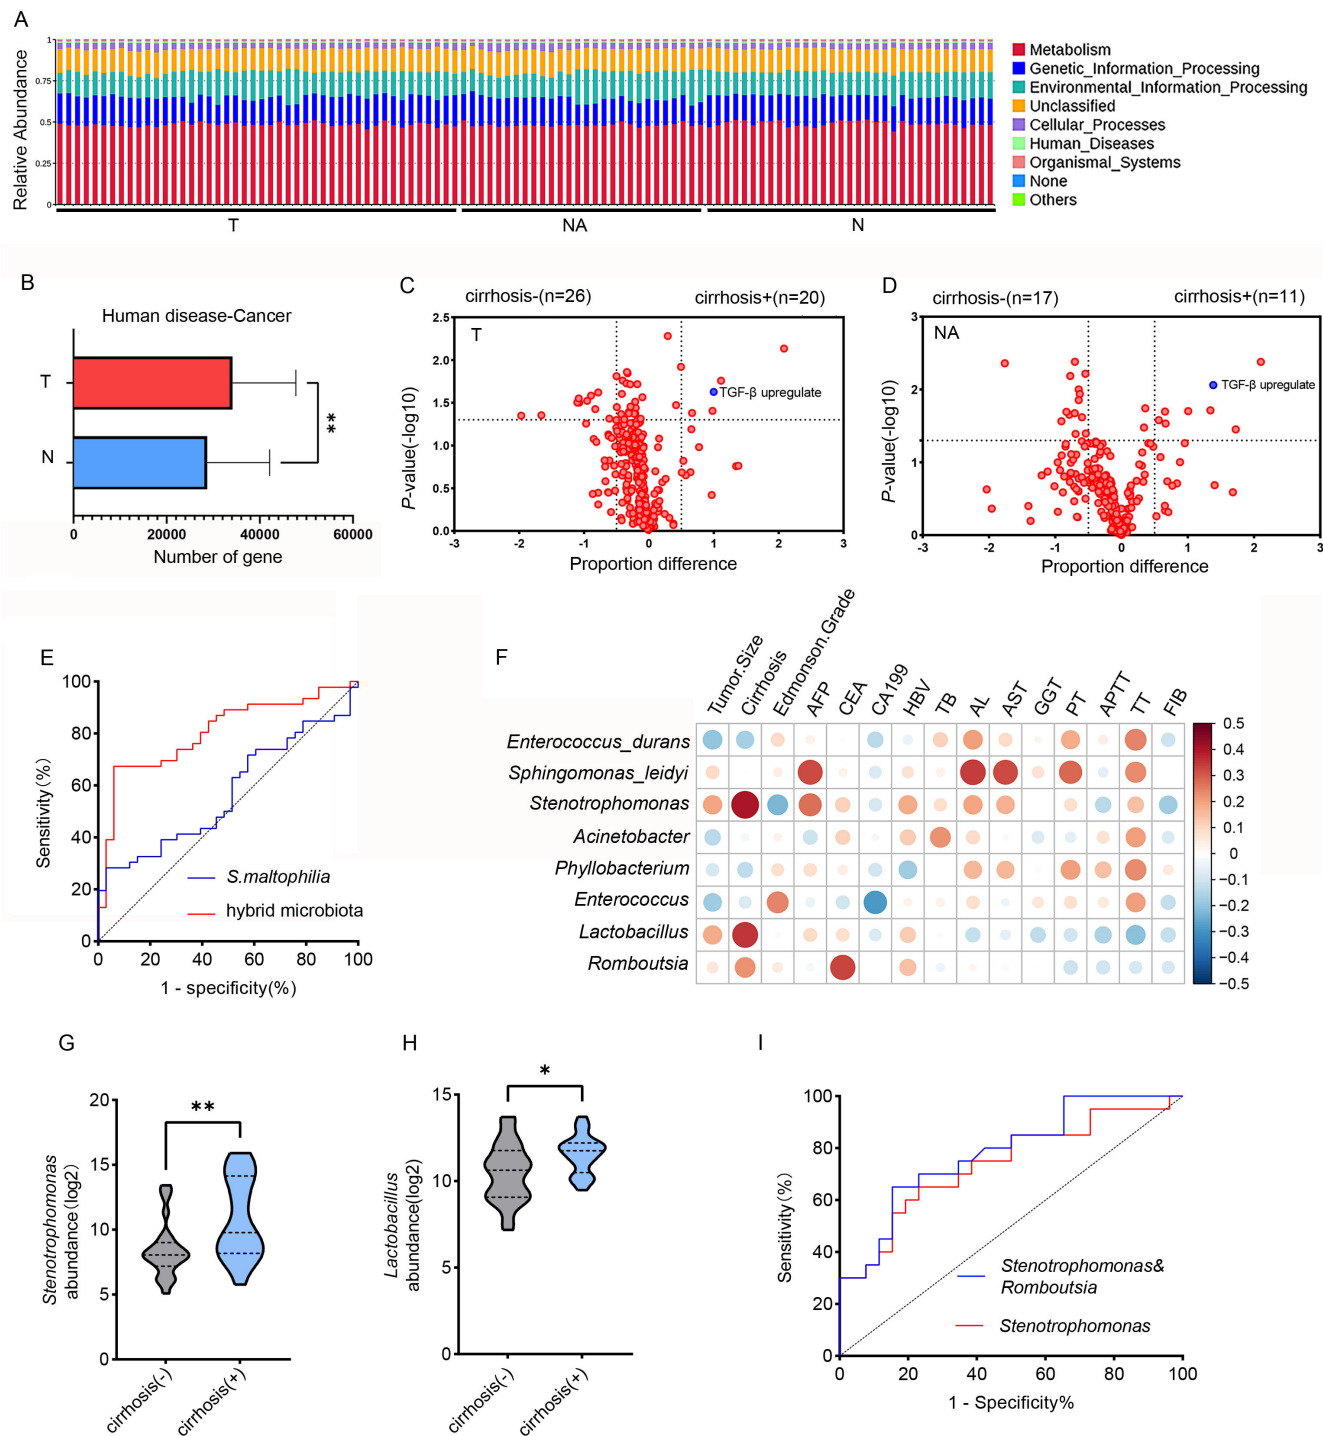 A
Relative Abundance
1
0.75
0.5
0.25
0
T
NA
N
Metabolism
Genetic_Information_Processing
Environmental_Information_Processing
Unclassified
Cellular_Processes
Human_Diseases
Organismal_Systems
None
Others
B
Human disease-Cancer
T
N
**
0 20000 40000 60000
Number of gene
C
cirrhosis-(n=26) cirrhosis+(n=20)
T
TGF-β upregulate
P-value(-log10)
2.5
2.0
1.5
1.0
0.5
0.0
-3 -2 -1 0 1 2 3
Proportion difference
D
cirrhosis-(n=17) cirrhosis+(n=11)
NA
TGF-β upregulate
P-value(-log10)
3
2
1
0
-3 -2 -1 0 1 2 3
Proportion difference
E
Sensitivity(%)
100
80
60
40
20
0
S.maltophilia
hybrid microbiota
0 20 40 60 80 100
1 - specificity(%)
F
Tumor.Size Cirrhosis Edmonson.Grade AFP CEA CA199 HBV TB AL AST GGT PT APTT TT FIB
Enterococcus_durans
Sphingomonas_leidyi
Stenotrophomonas
Acinetobacter
Phyllobacterium
Enterococcus
Lactobacillus
Romboutsia
0.5
0.4
0.3
0.2
0.1
0
−0.1
−0.2
−0.3
−0.4
−0.5
G
Stenotrophomonas
abundance(log2)
20
15
10
5
0
**
cirrhosis(-) cirrhosis(+)
H
Lactobacillus
abundance(log2)
15
10
5
0
*
cirrhosis(-) cirrhosis(+)
I
Sensitivity(%)
100
80
60
40
20
0
Stenotrophomonas&
Romboutsia
Stenotrophomonas
0 20 40 60 80 100
1 - Specificity%